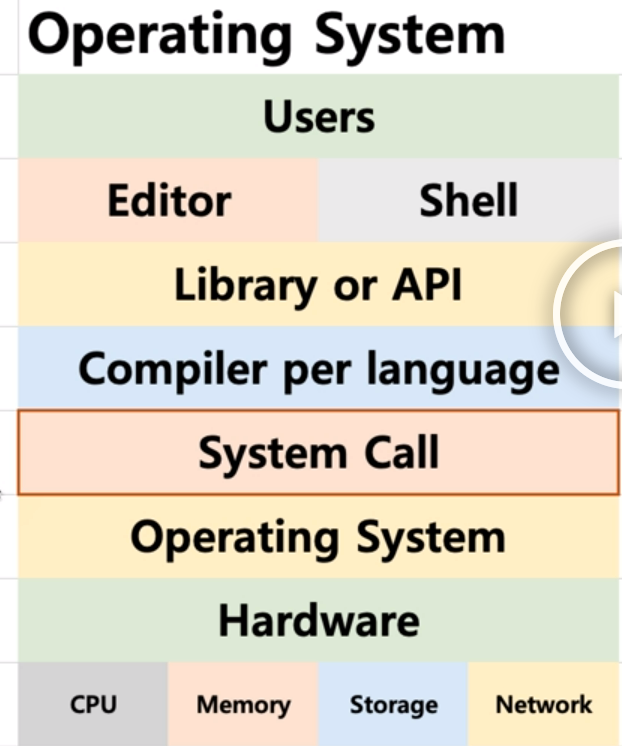 Operating System
Users
Editor Shell
Library or API
Compiler per language
System Call
Operating System
Hardware
CPU Memory Storage Network